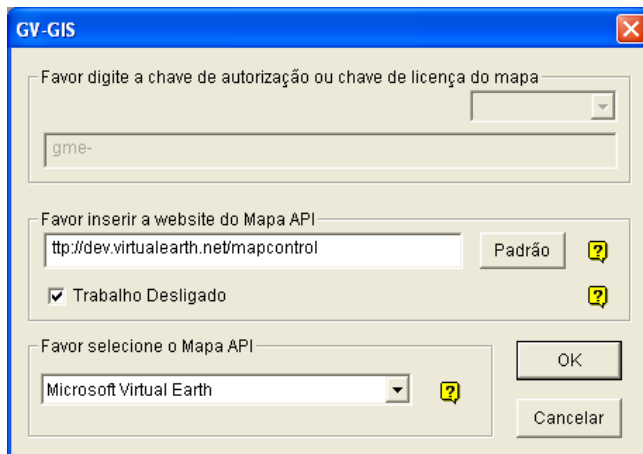 GV-GIS
Favor digite a chave de autorização ou chave de licença do mapa
gme-
Favor inserir a website do Mapa API
ttp://dev.virtualearth.net/mapcontrol
Padrão
?
Trabalho Desligado
?
Favor selecione o Mapa API
Microsoft Virtual Earth
?
OK
Cancelar